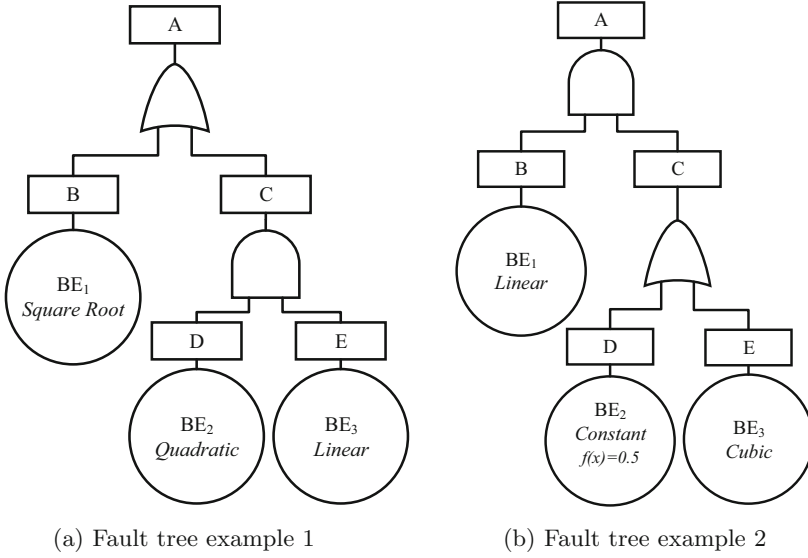 A
B
C
BE1
Square Root
D
E
BE2
Quadratic
BE3
Linear
(a) Fault tree example 1
A
B
C
BE1
Linear
D
E
BE2
Constant
f(x)=0.5
BE3
Cubic
(b) Fault tree example 2